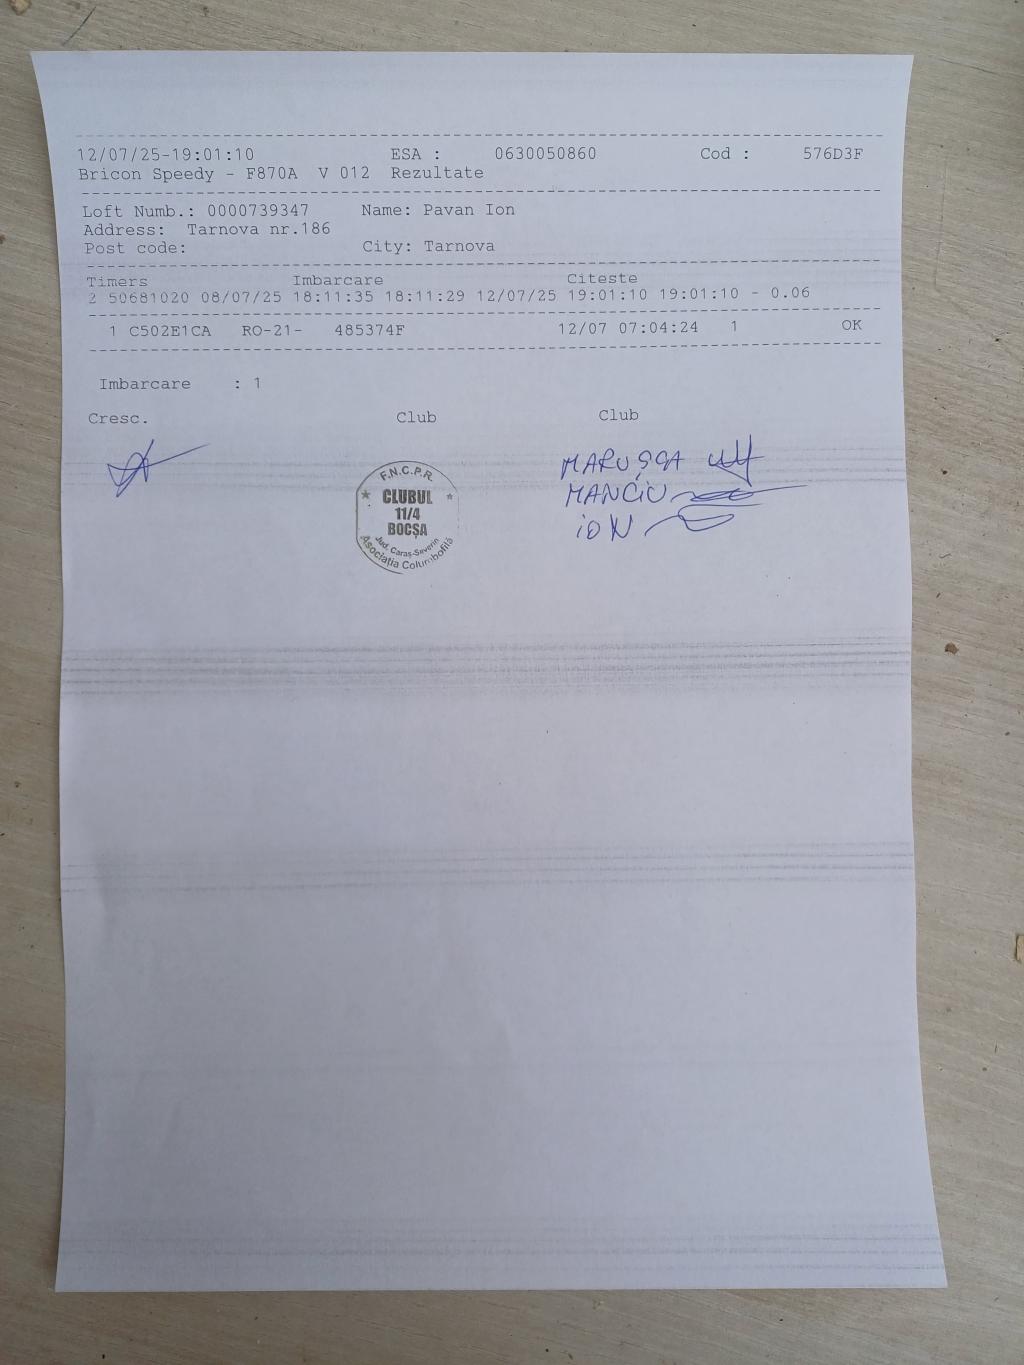 12/07/25-19:01:10 ESA : 0630050860 Cod : 576D3F
Bricon Speedy - F870A V 012 Rezultate
Loft Numb.: 0000739347 Name: Pavan Ion
Address: Tarnova nr.186
Post code: City: Tarnova
Timers Imbarcare Citeste
2 50681020 08/07/25 18:11:35 18:11:29 12/07/25 19:01:10 19:01:10 - 0.06
1 C502E1CA RO-21- 485374F 12/07 07:04:24 1 OK
Imbarcare : 1
Cresc. Club Club
MARUȘCA
MANCIU
iON
F.N.C.P.R.
CLUBUL
11/4
BOCȘA
Jud. Caraș-Severin
Asociația Columbofilă